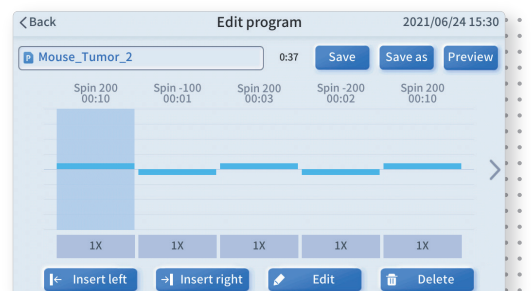 Back Edit program 2021/06/24 15:30
P Mouse_Tumor_2 0:37 Save Save as Preview
Spin 200 Spin -100 Spin 200 Spin -200 Spin 200
00:10 00:01 00:03 00:02 00:10
1X 1X 1X 1X 1X
Insert left Insert right Edit Delete